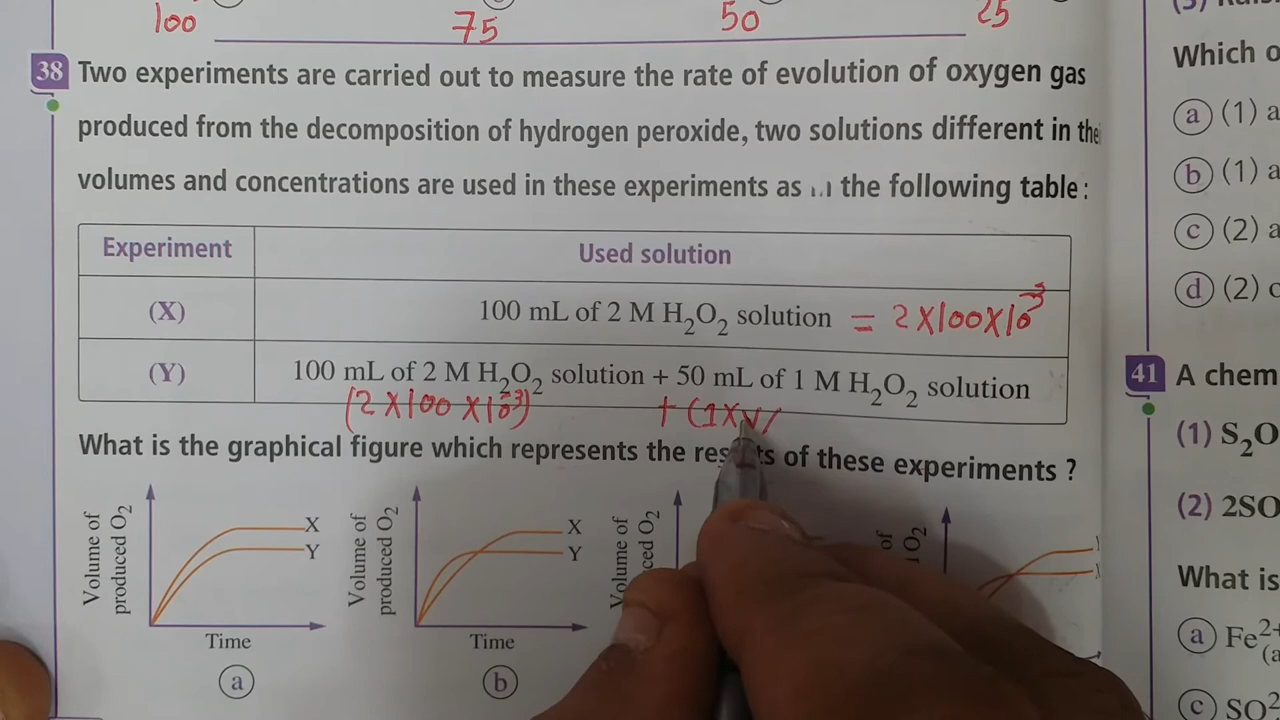 100 75 50 25
38 Two experiments are carried out to measure the rate of evolution of oxygen gas
produced from the decomposition of hydrogen peroxide, two solutions different in the
volumes and concentrations are used in these experiments as the following table :
Experiment Used solution
(X) 100 mL of 2 M H₂O₂ solution = 2 X 100 X 10⁻³
(Y) 100 mL of 2 M H₂O₂ solution + 50 mL of 1 M H₂O₂ solution
(2 X 100 X 10⁻³) + (1 X
What is the graphical figure which represents the of these experiments ?
Volume of produced O₂
X
Y
Time
a
Volume of produced O₂
X
Y
Time
b
Volume of
O₂
of
O₂
Which
a (1) a
b (1) a
c (2) a
d (2)
41 A chem
(1) S₂O
(2) 2SO
What is
a Fe²⁺
(a
c SO²